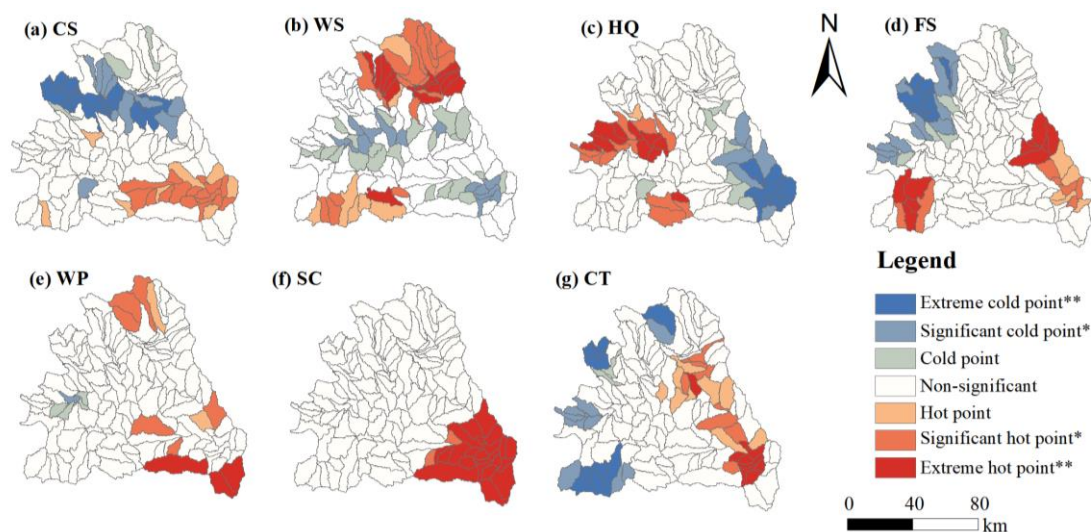 (a) CS
(b) WS
(c) HQ
N
(d) FS
(e) WP
(f) SC
(g) CT
Legend
Extreme cold point**
Significant cold point*
Cold point
Non-significant
Hot point
Significant hot point*
Extreme hot point**
0 40 80
km